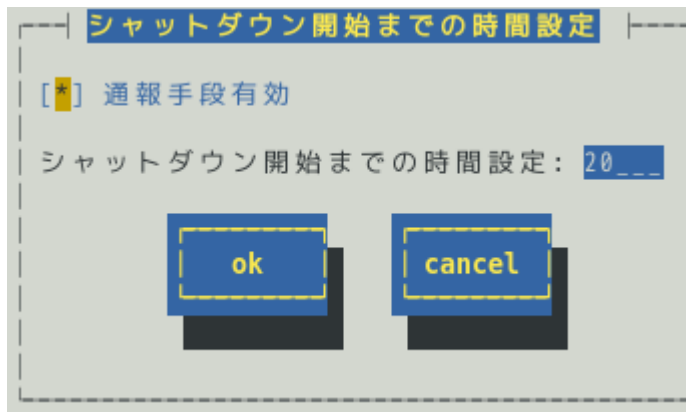 シャットダウン開始までの時間設定
[*] 通報手段有効
シャットダウン開始までの時間設定: 20___
ok cancel